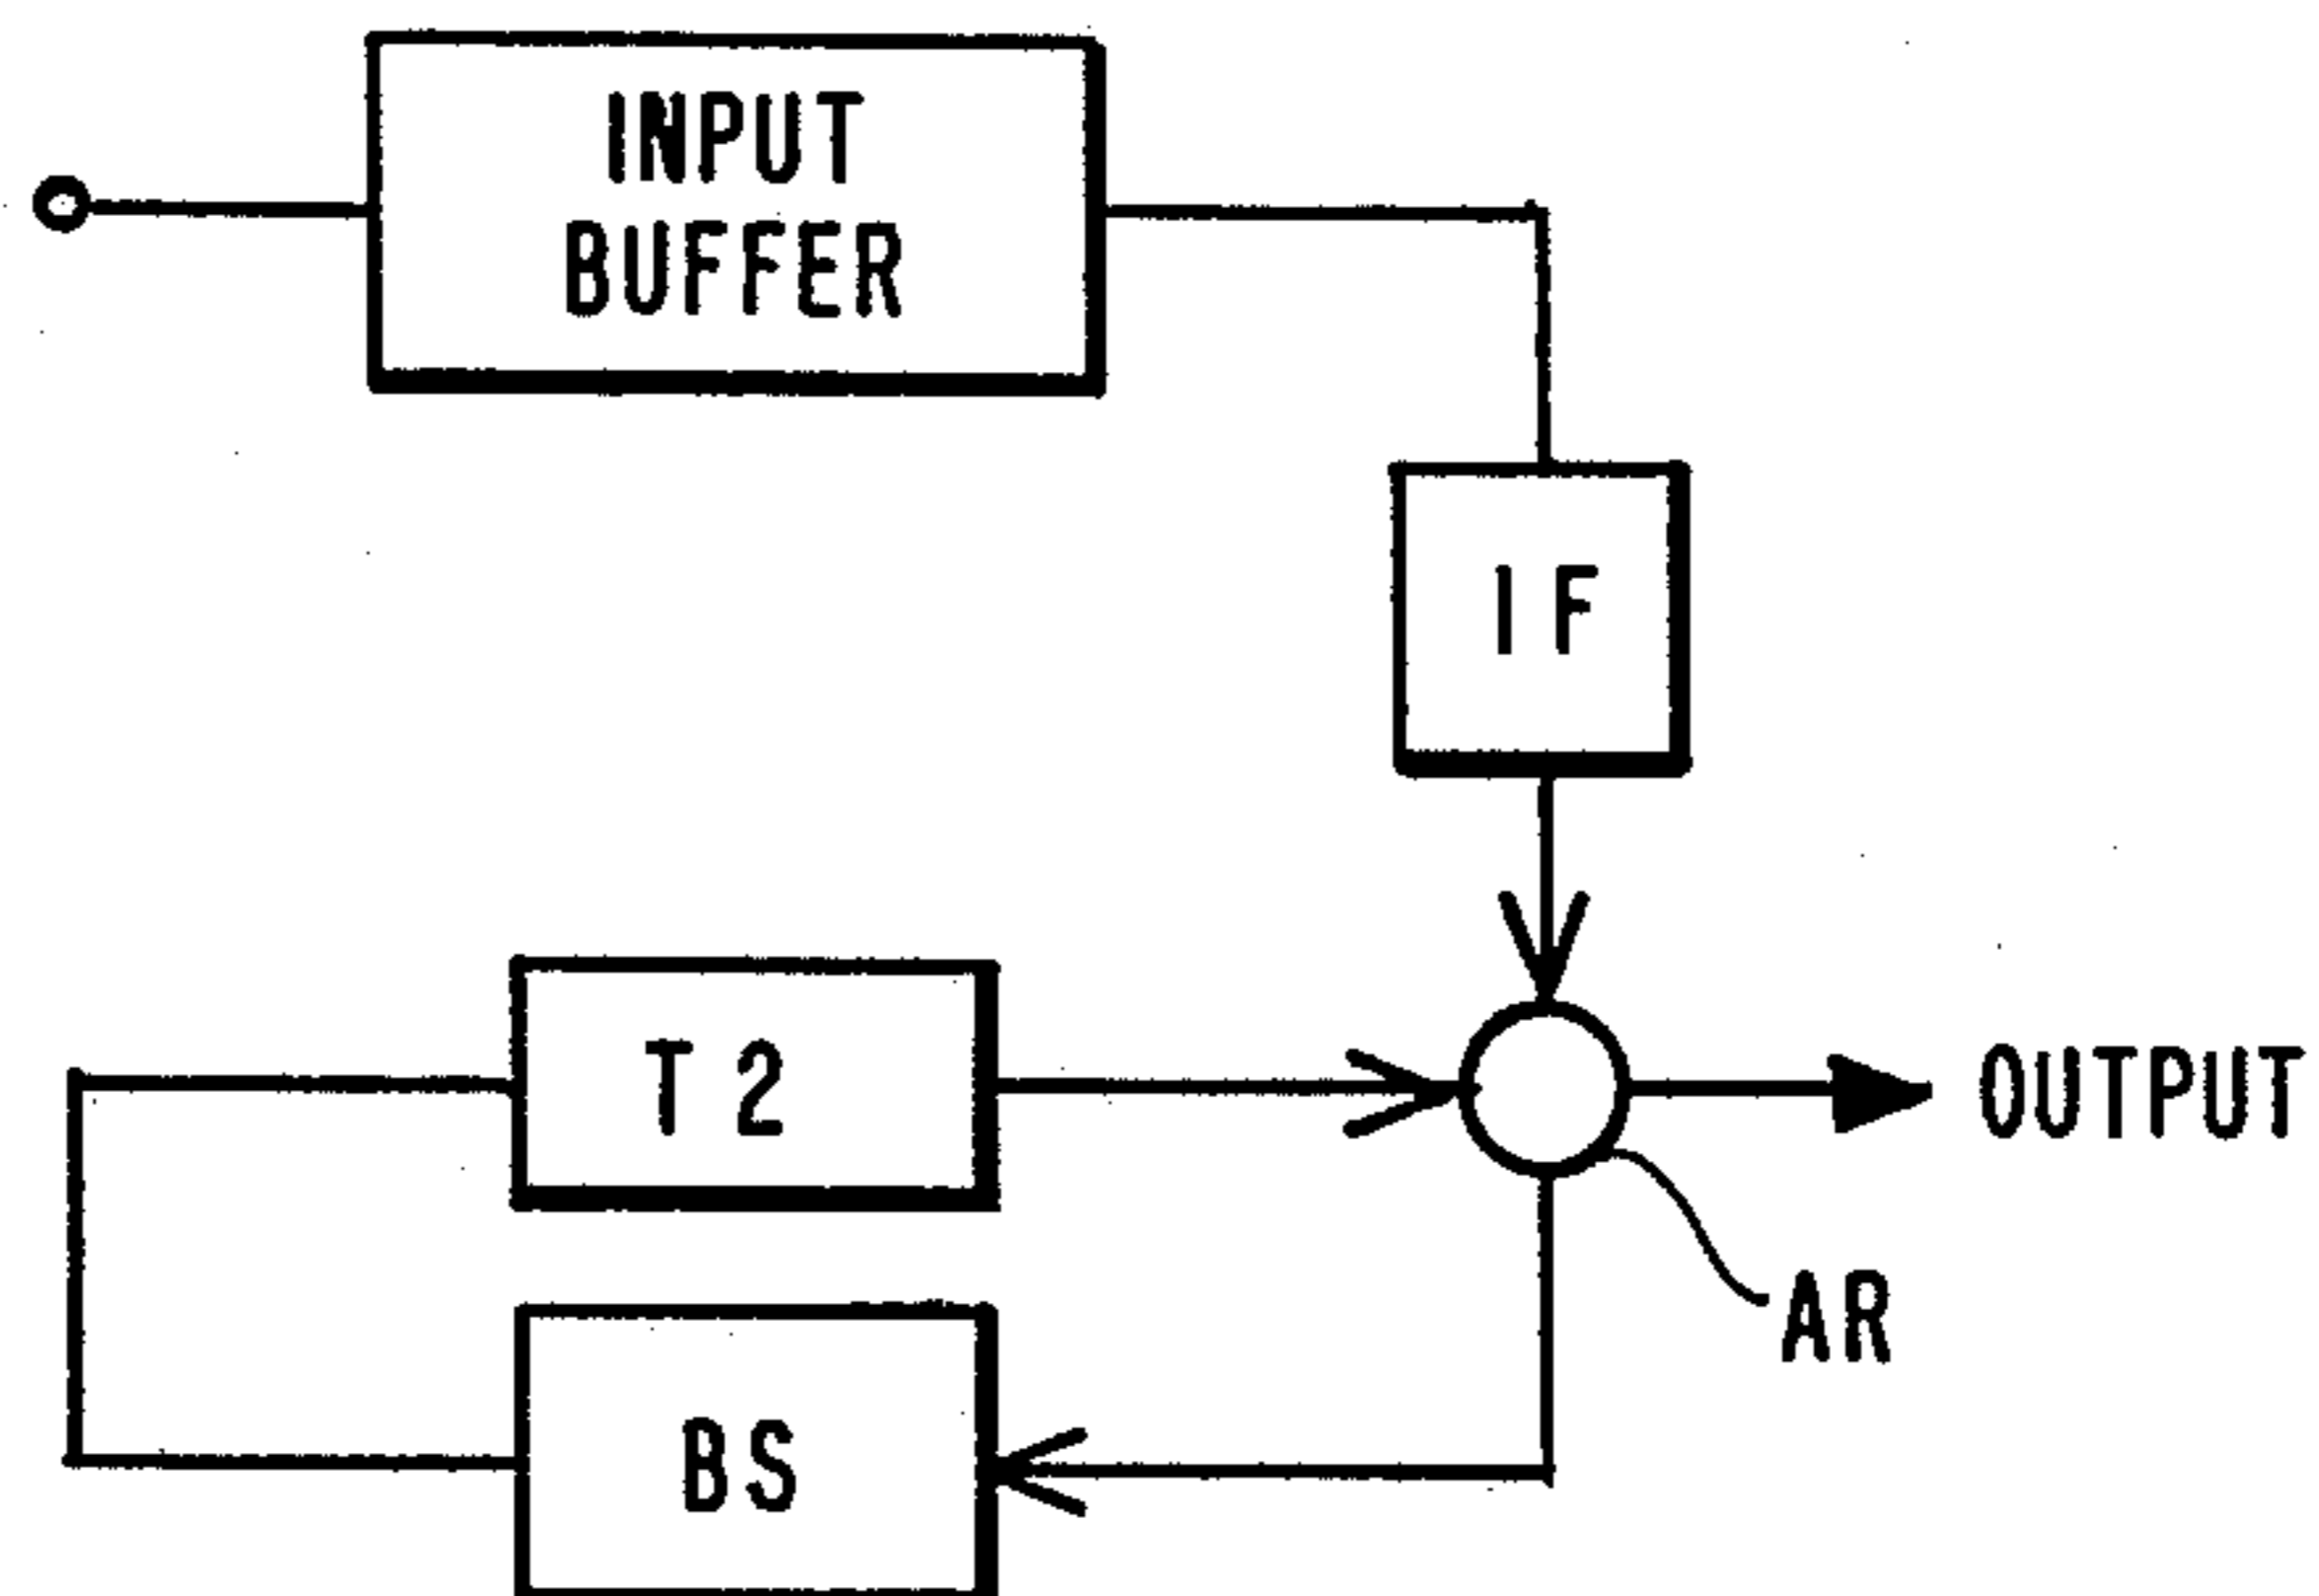 INPUT
BUFFER
IF
T2
OUTPUT
AR
BS